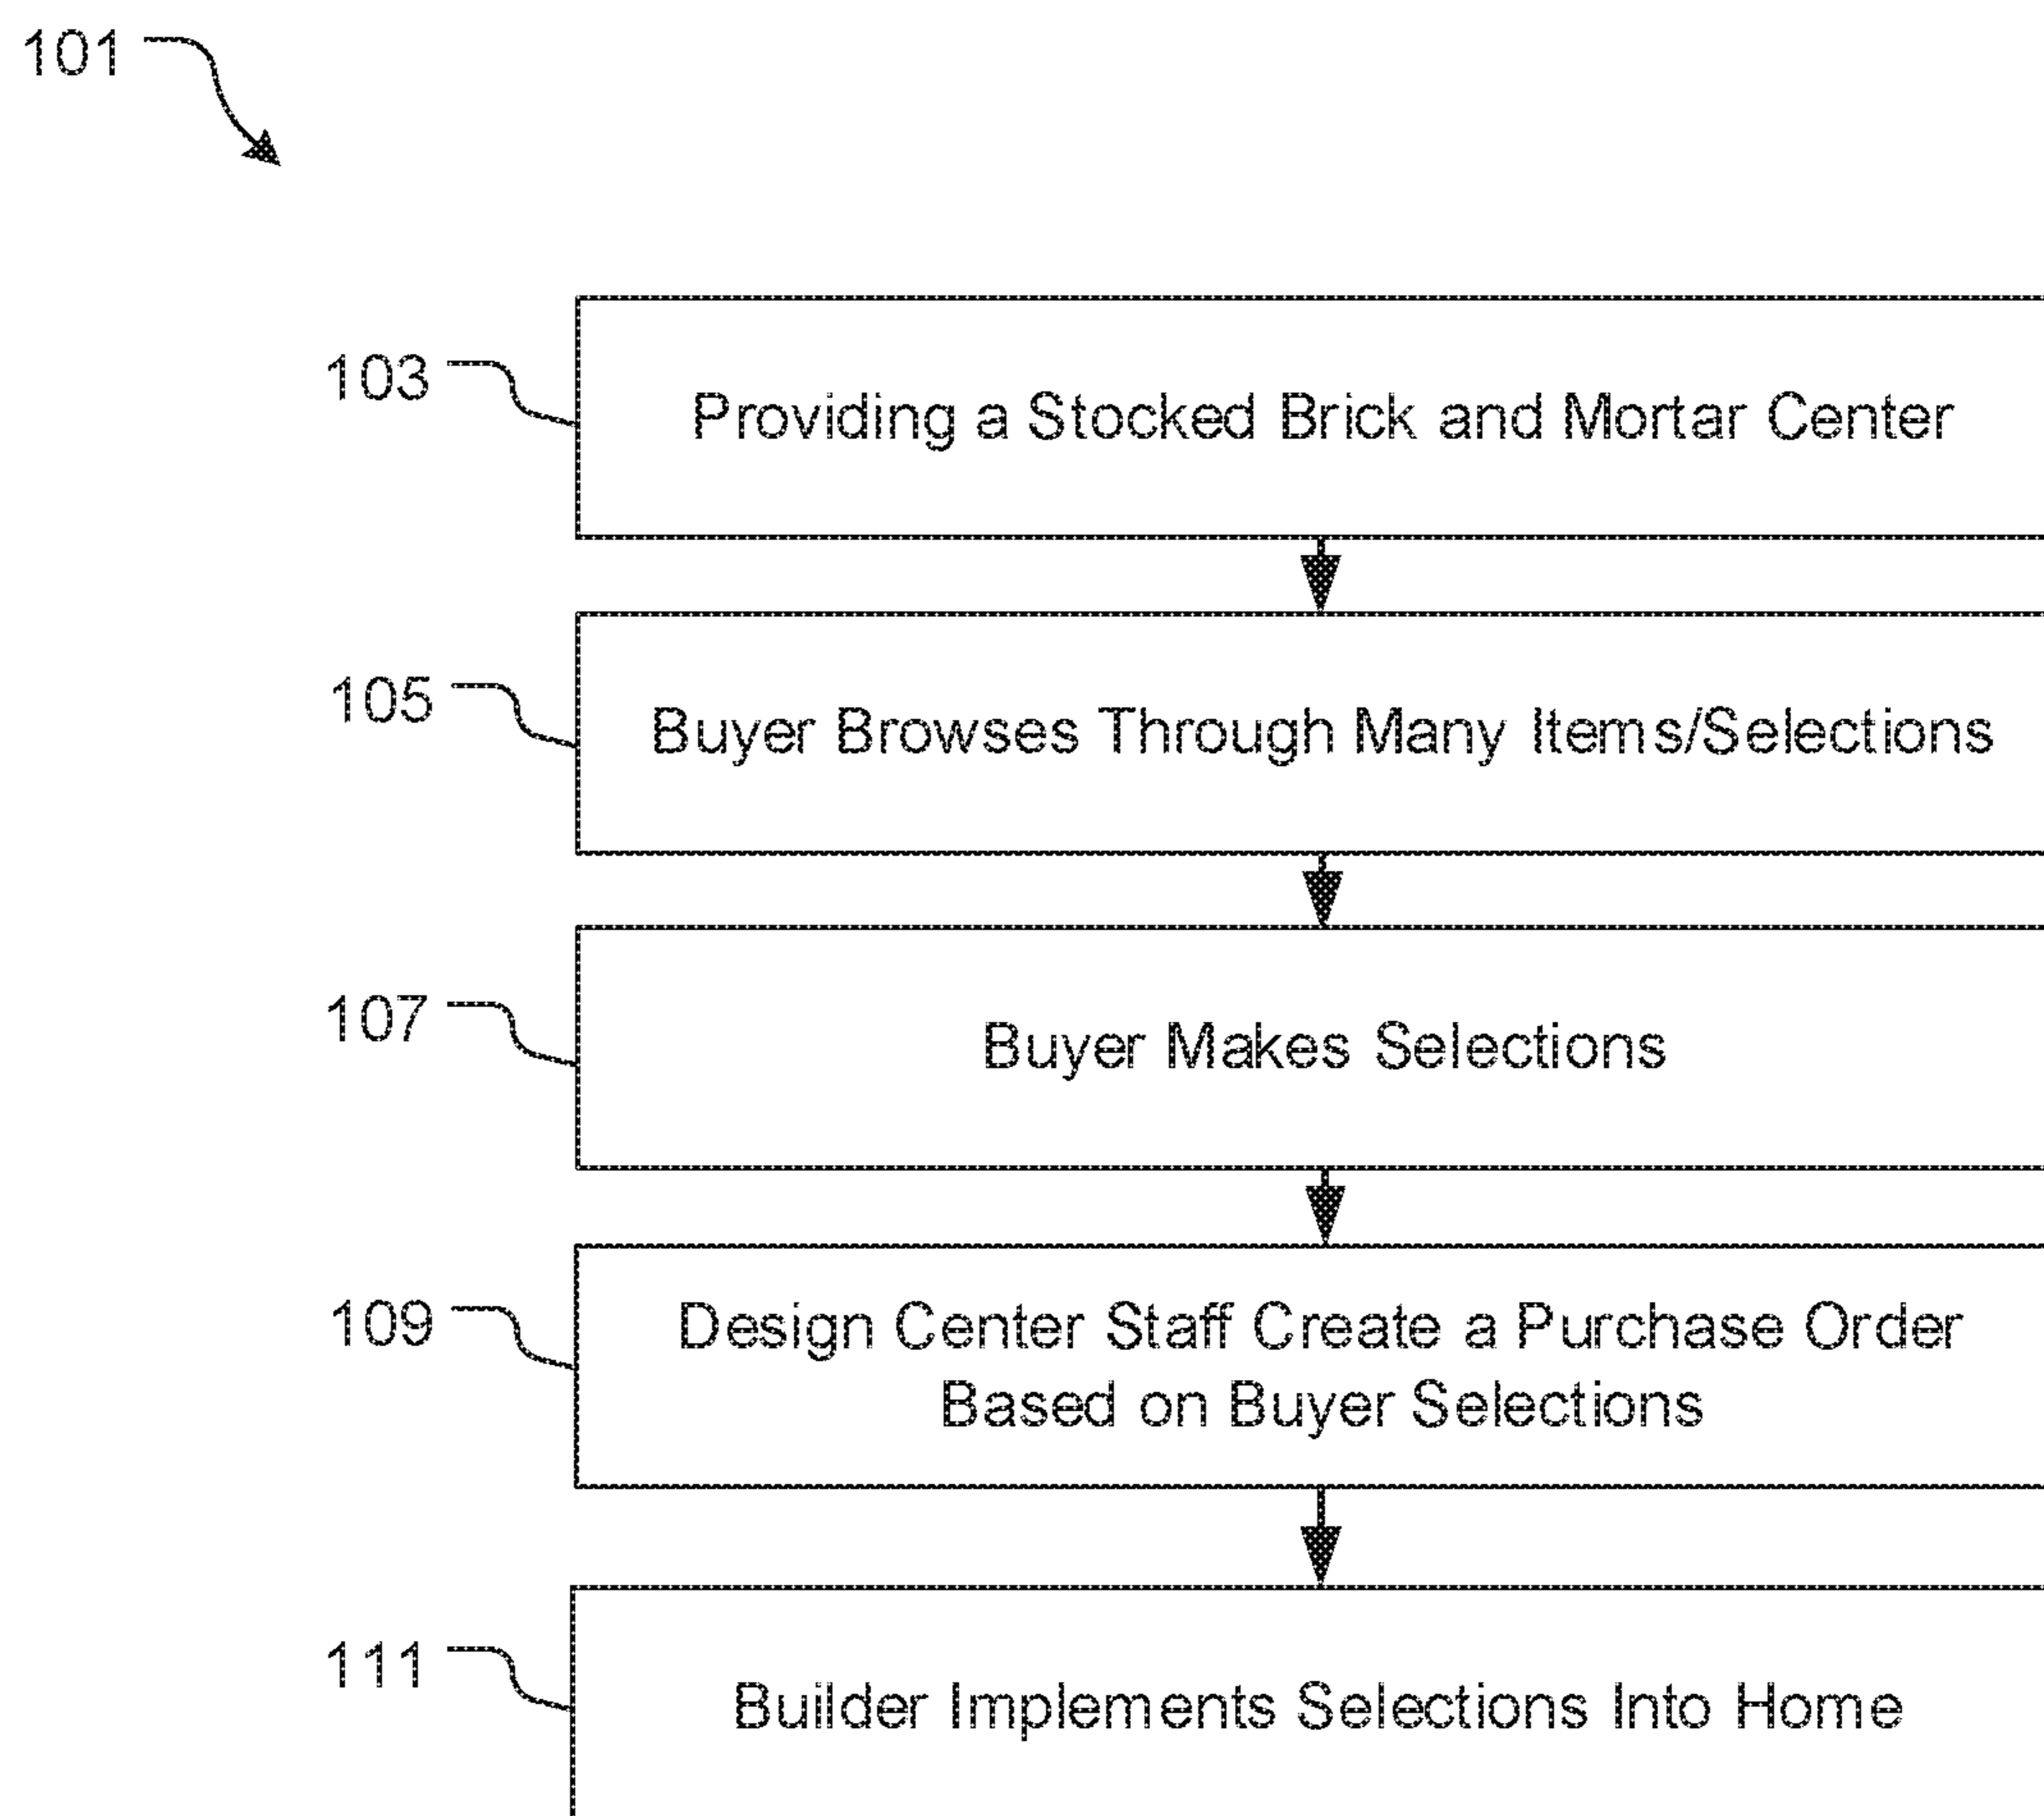 101
103
Providing a Stocked Brick and Mortar Center
105
Buyer Browses Through Many Items/Selections
107
Buyer Makes Selections
109
Design Center Staff Create a Purchase Order
Based on Buyer Selections
111
Builder Implements Selections Into Home